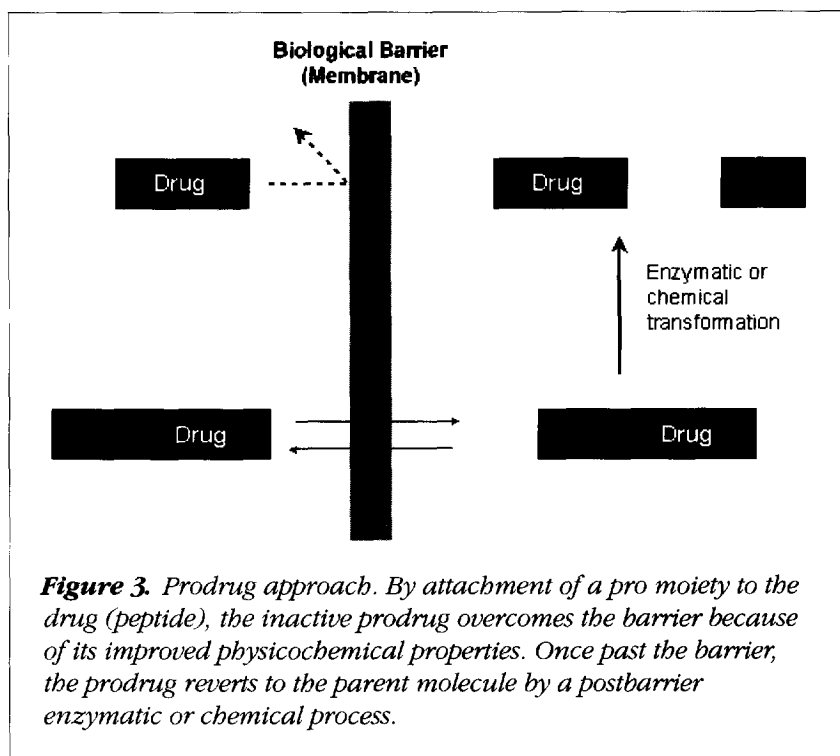 Biological Barrier
(Membrane)
Drug
Drug
Enzymatic or
chemical
transformation
Drug
Drug
Figure 3. Prodrug approach. By attachment of a pro moiety to the
drug (peptide), the inactive prodrug overcomes the barrier because
of its improved physicochemical properties. Once past the barrier,
the prodrug reverts to the parent molecule by a postbarrier
enzymatic or chemical process.